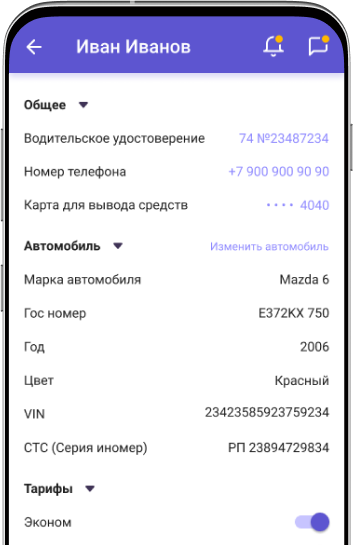 Иван Иванов
Общее
Водительское удостоверение 74 №23487234
Номер телефона +7 900 900 90 90
Карта для вывода средств •••• 4040
Автомобиль Изменить автомобиль
Марка автомобиля Mazda 6
Гос номер Е372КХ 750
Год 2006
Цвет Красный
VIN 23423585923759234
СТС (Серия иномер) РП 23894729834
Тарифы
Эконом